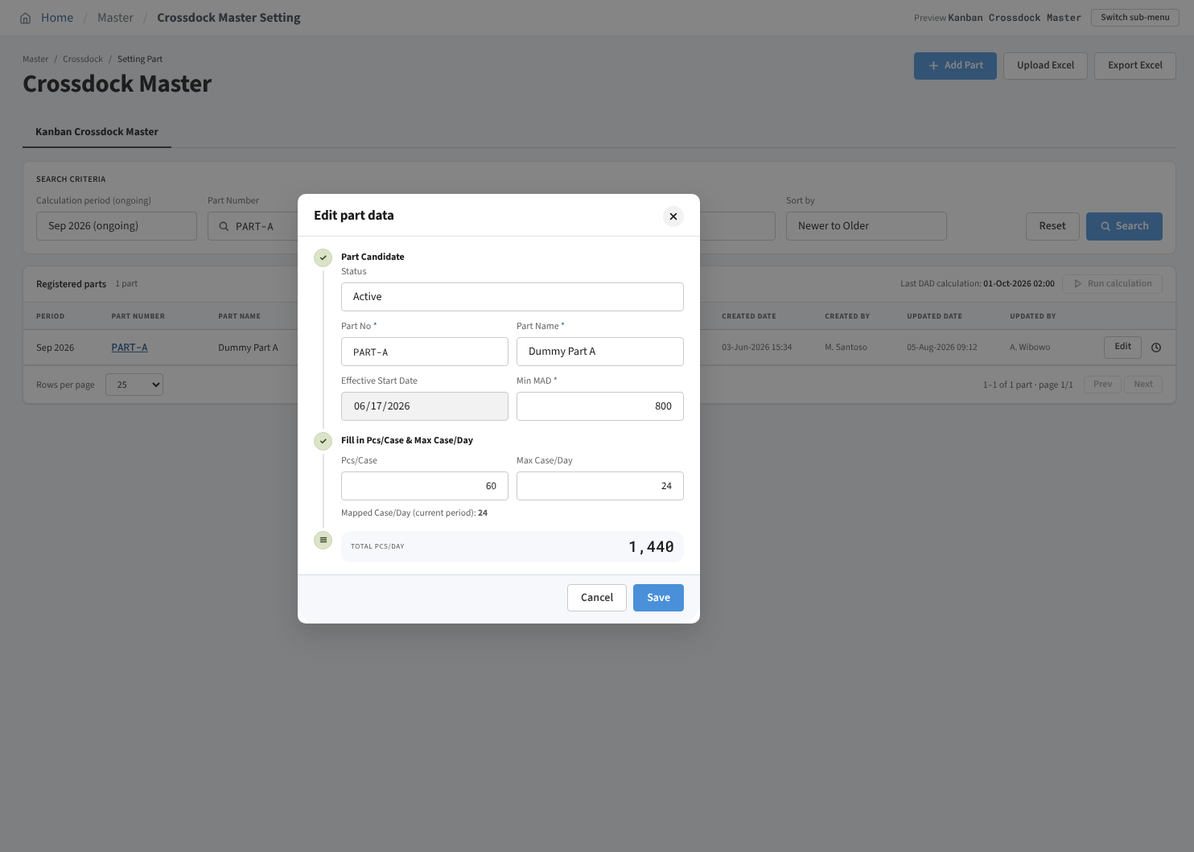 Home / Master / Crossdock Master Setting
Preview Kanban Crossdock Master Switch sub-menu
Master / Crossdock / Setting Part
Crossdock Master
Add Part Upload Excel Export Excel
Kanban Crossdock Master
SEARCH CRITERIA
Calculation period (ongoing) Part Number Sort by
Sep 2026 (ongoing) PART-A Newer to Older Reset Search
Registered parts 1 part Last DAD calculation: 01-Oct-2026 02:00 Run calculation
PERIOD PART NUMBER PART NAME CREATED DATE CREATED BY UPDATED DATE UPDATED BY
Sep 2026 PART-A Dummy Part A 03-Jun-2026 15:34 M. Santoso 05-Aug-2026 09:12 A. Wibowo Edit
Rows per page 25 1–1 of 1 part · page 1/1 Prev Next
Edit part data
Part Candidate
Status
Active
Part No * Part Name *
PART-A Dummy Part A
Effective Start Date Min MAD *
06/17/2026 800
Fill in Pcs/Case & Max Case/Day
Pcs/Case Max Case/Day
60 24
Mapped Case/Day (current period): 24
TOTAL PCS/DAY 1,440
Cancel Save